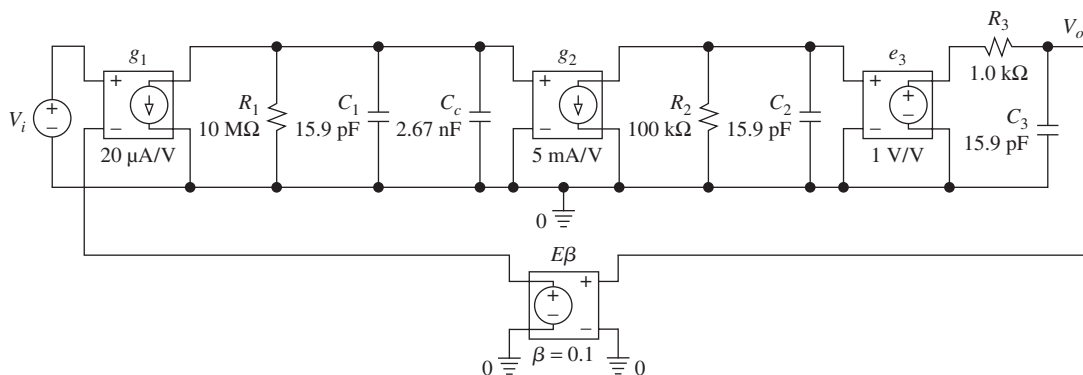 g₁
g₂
e₃
R₃
Vₒ
1.0 kΩ
+
−
+
−
+
−
+
−
+
−
Vᵢ
R₁
10 MΩ
C₁
15.9 pF
C_c
2.67 nF
R₂
100 kΩ
C₂
15.9 pF
C₃
15.9 pF
20 µA/V
5 mA/V
1 V/V
0
Eβ
+
−
+
−
0
β = 0.1
0